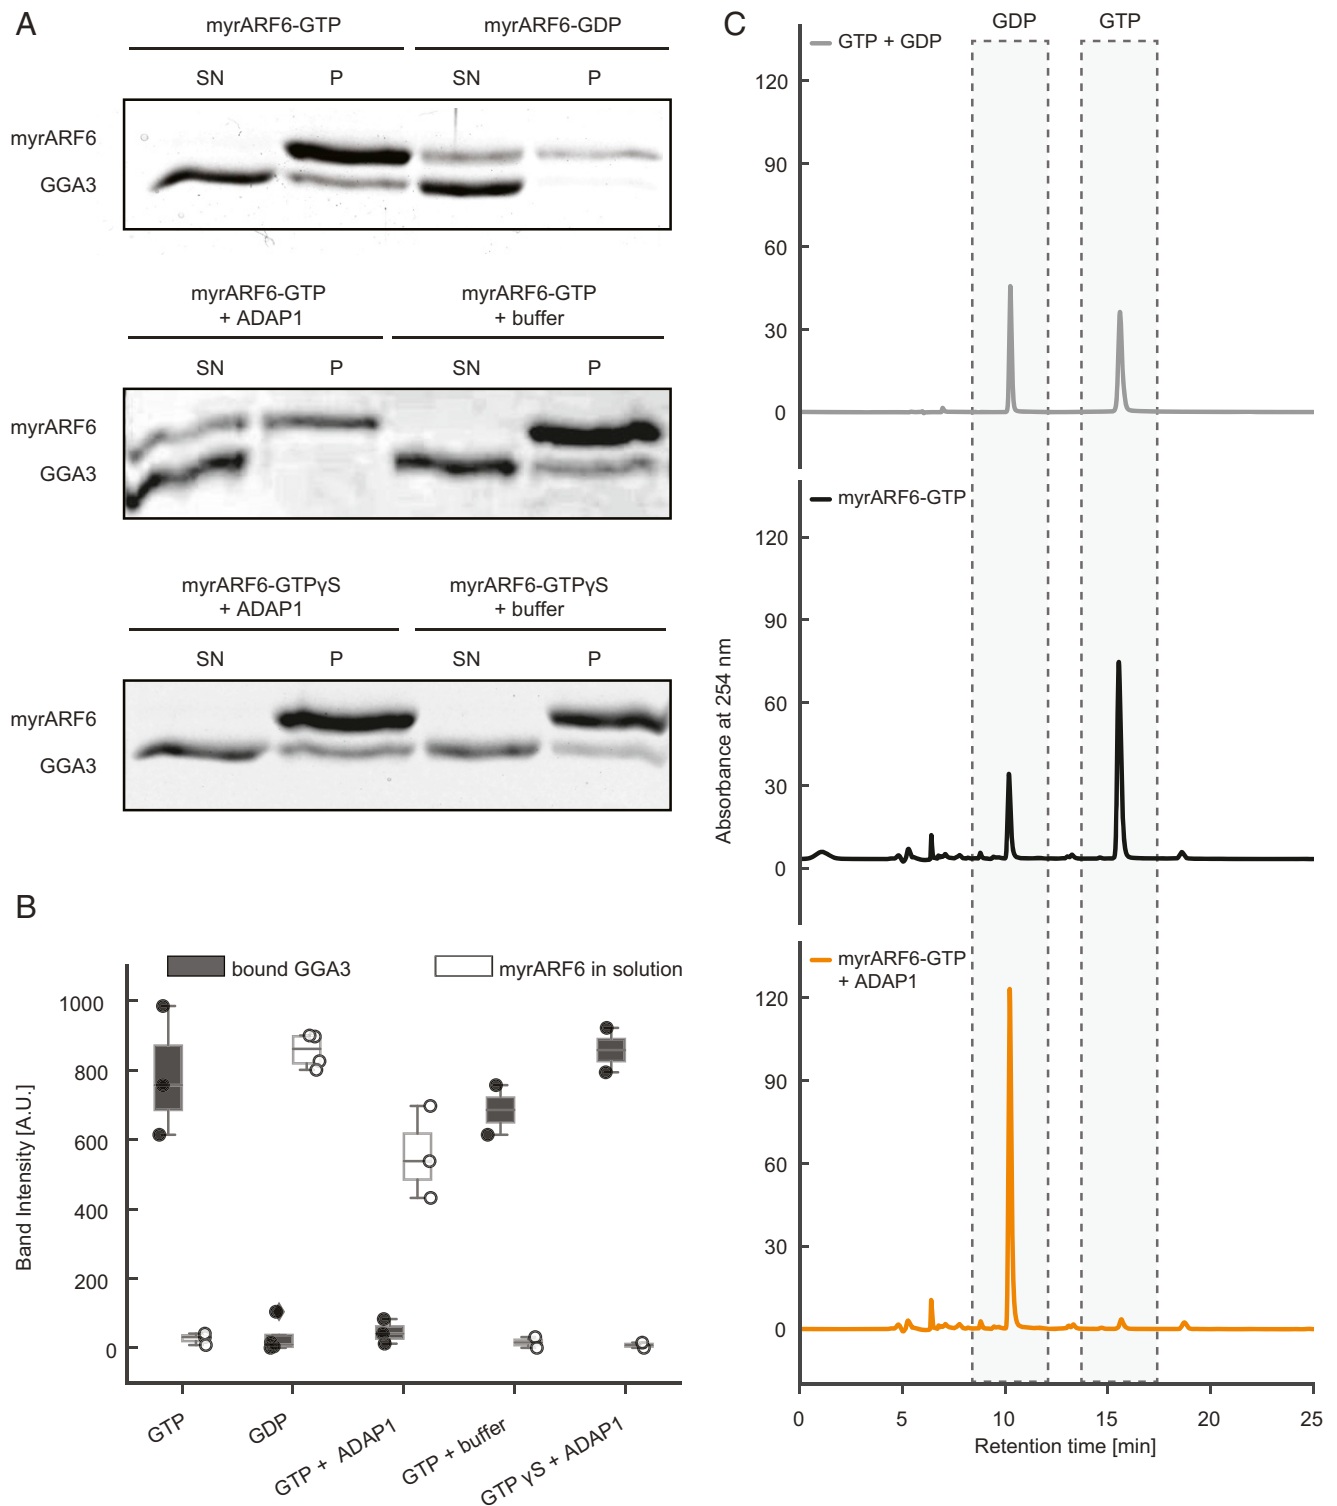 A
myrARF6-GTP
myrARF6-GDP
SN
P
SN
P
myrARF6
GGA3
myrARF6-GTP
+ ADAP1
myrARF6-GTP
+ buffer
SN
P
SN
P
myrARF6
GGA3
myrARF6-GTPγS
+ ADAP1
myrARF6-GTPγS
+ buffer
SN
P
SN
P
myrARF6
GGA3
B
bound GGA3
myrARF6 in solution
Band Intensity [A.U.]
1000
800
600
400
200
0
GTP
GDP
GTP + ADAP1
GTP + buffer
GTP γS + ADAP1
C
GDP
GTP
GTP + GDP
120
90
60
30
0
myrARF6-GTP
120
90
60
30
0
Absorbance at 254 nm
myrARF6-GTP
+ ADAP1
120
90
60
30
0
0
5
10
15
20
25
Retention time [min]